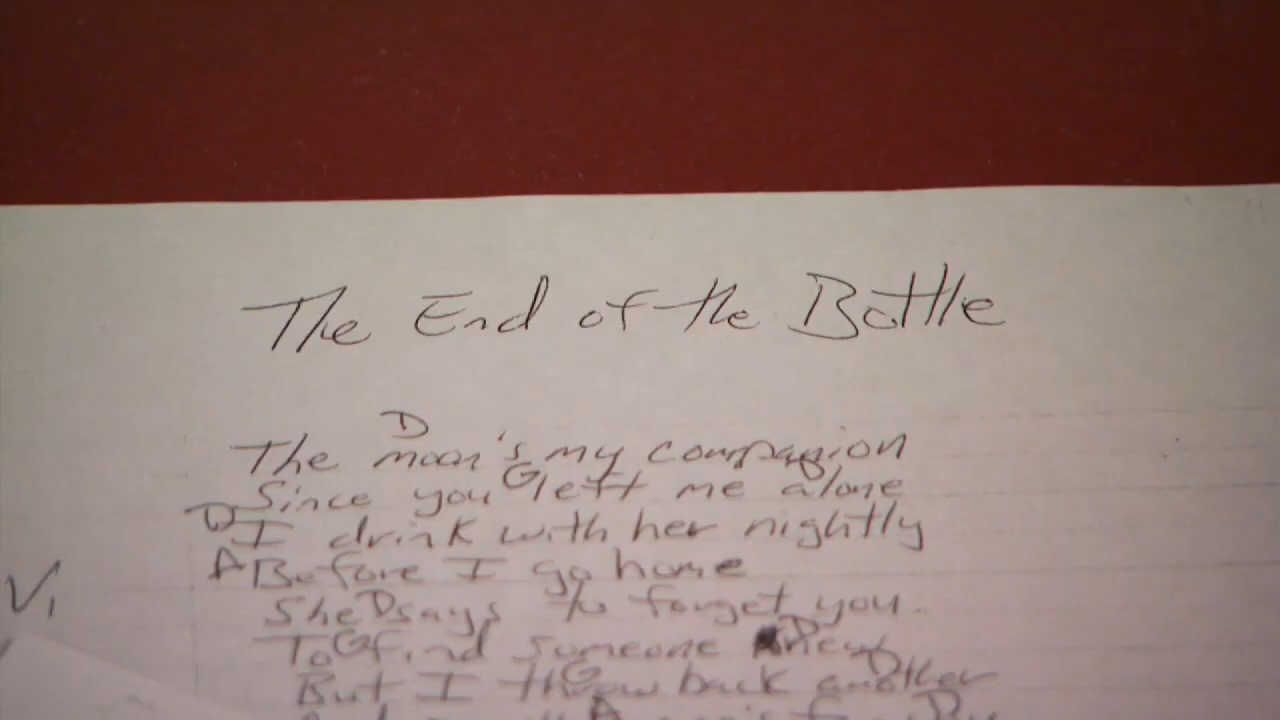 The End of the Bottle
D
The moon's my companion
G
Since you left me alone
D I drink with her nightly
A Before I go home
D
She says to forget you.
G D
To find someone new
G D
But I throw back another
A D
V1